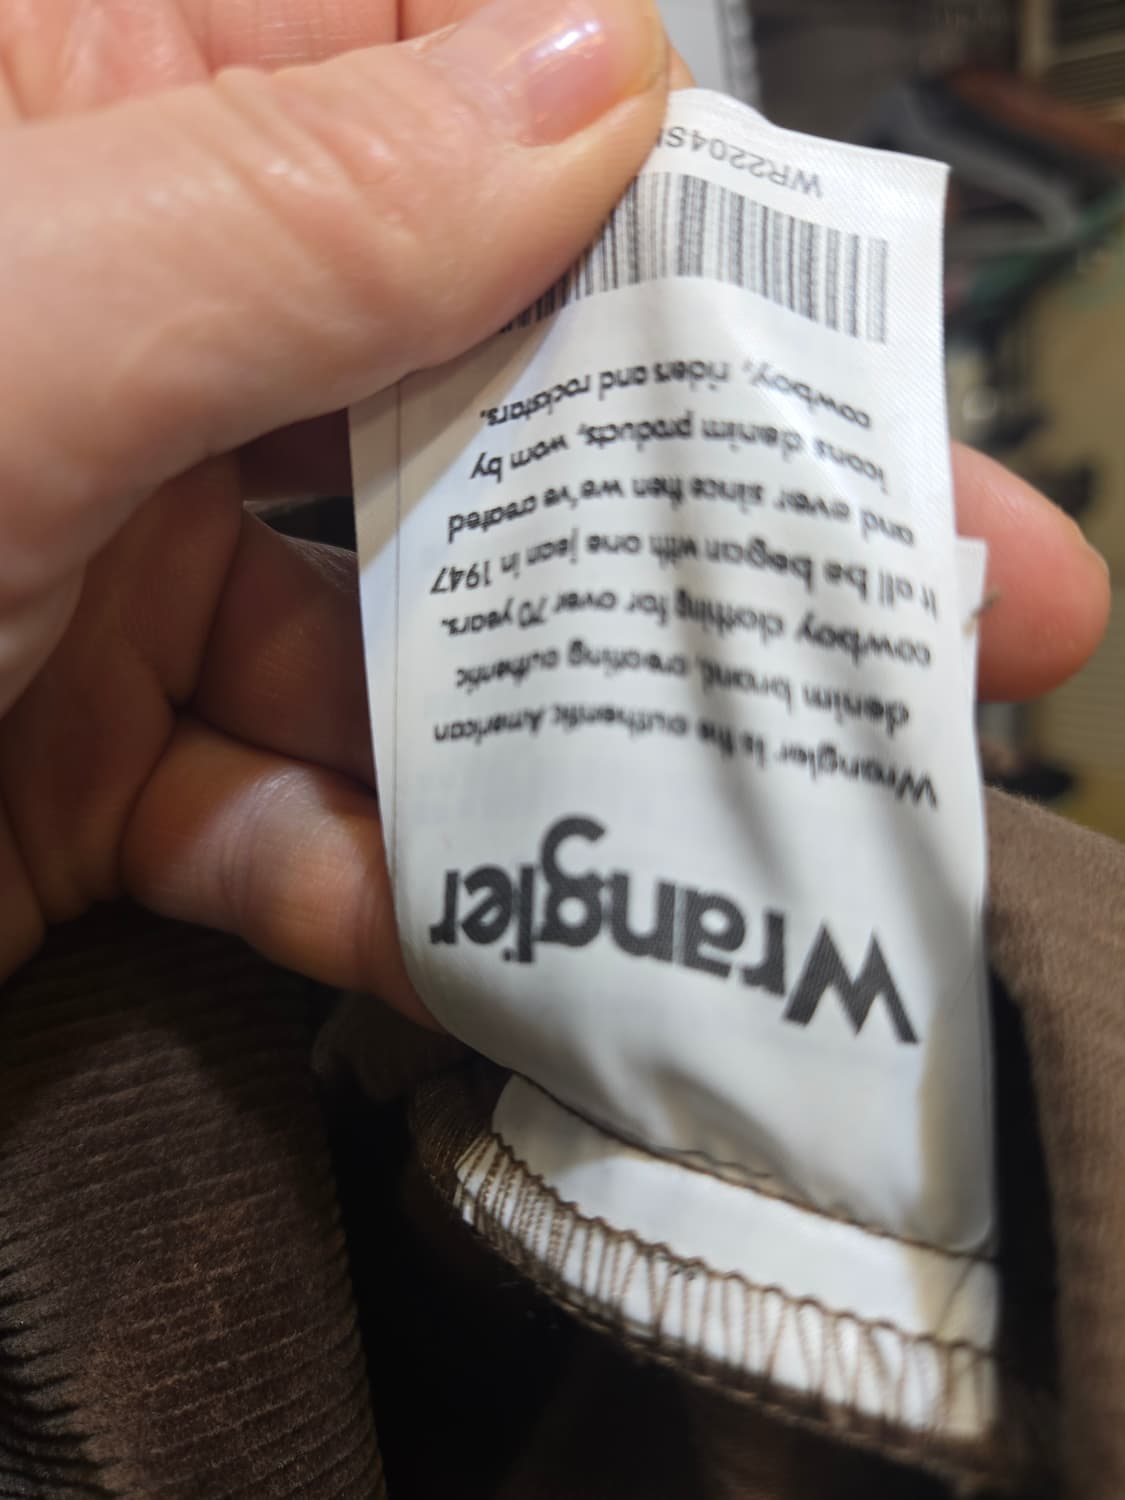 Wrangler
Wrangler is the authentic American
denim brand, creating authentic
cowboy clothing for over 70 years.
It all be began with one jean in 1947
and ever since then we've created
icons denim products, worn by
cowboy, riders and rockstars.
WR2204S